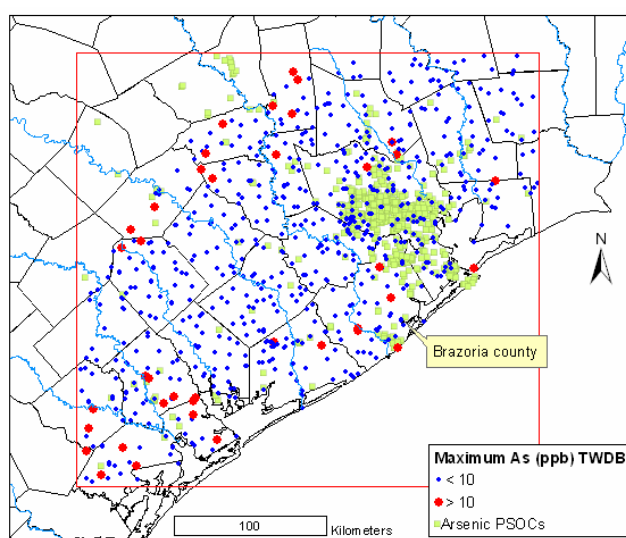 N
Brazoria county
Maximum As (ppb) TWDB
< 10
> 10
Arsenic PSOCs
100
Kilometers